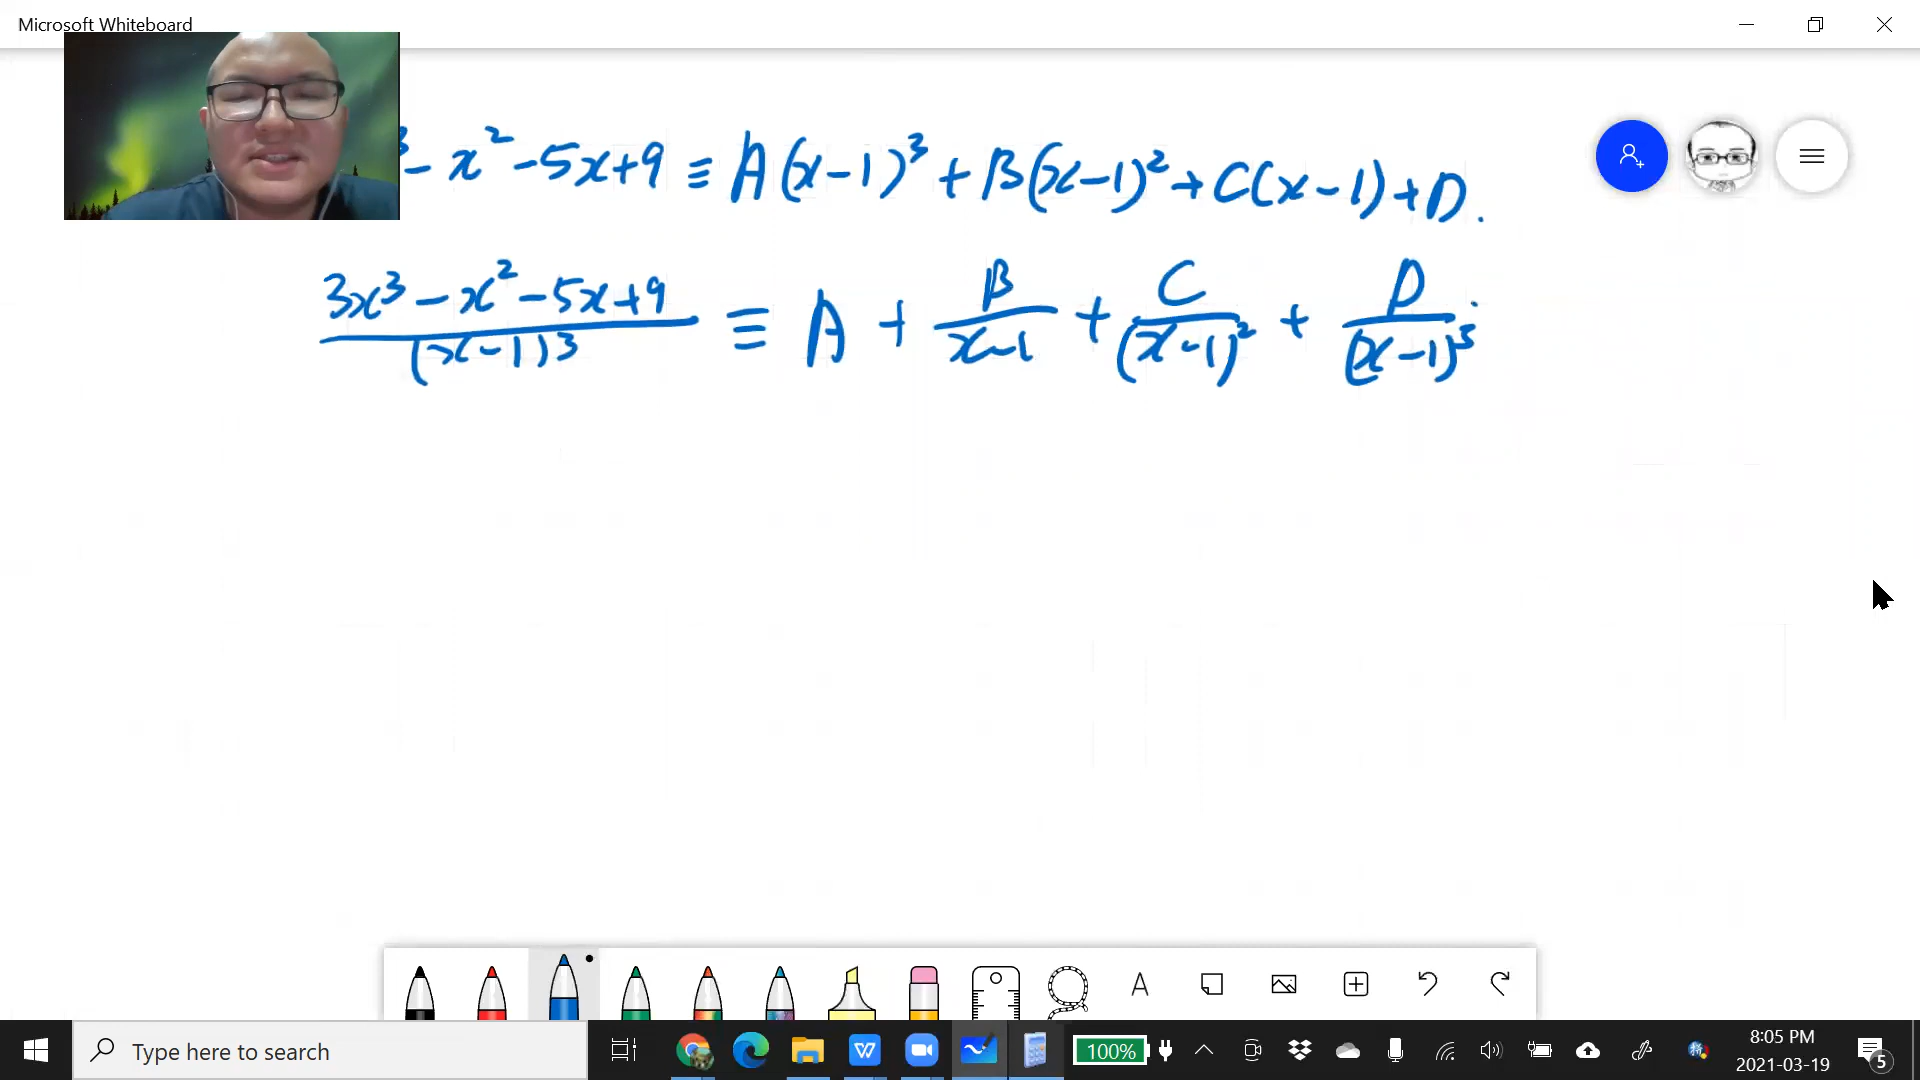 Microsoft Whiteboard
³ - x² - 5x + 9 ≡ A(x-1)³ + B(x-1)² + C(x-1) + D.
3x³ - x² - 5x + 9 / (x-1)³ ≡ A + B / x-1 + C / (x-1)² + D / (x-1)³.
A
Type here to search
W
100%
8:05 PM
2021-03-19
5